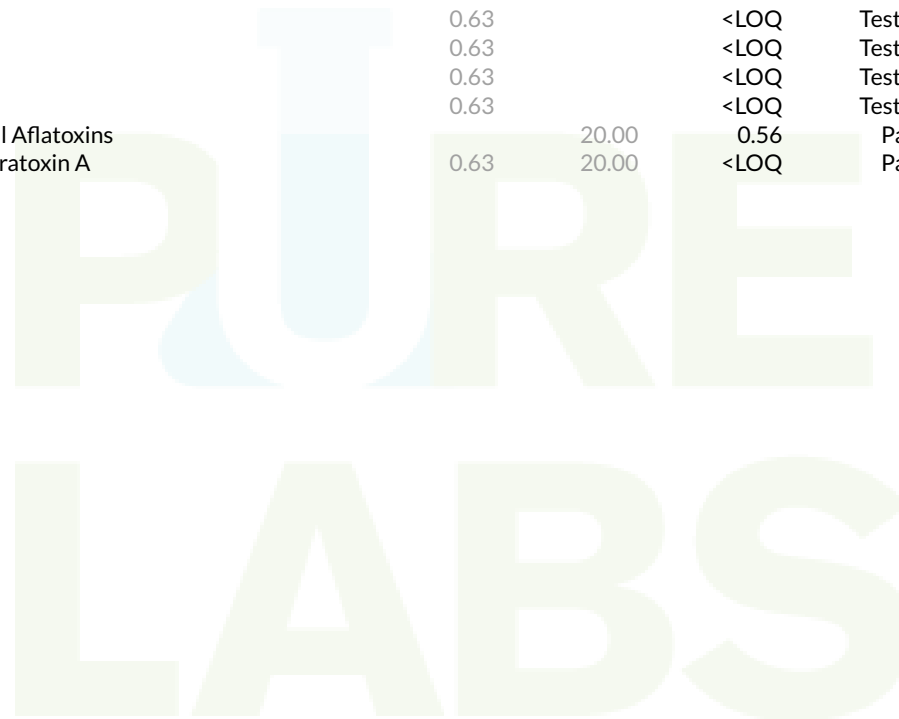 0.63 <LOQ Test
0.63 <LOQ Test
0.63 <LOQ Test
0.63 <LOQ Test
l Aflatoxins 20.00 0.56 Pa
ratoxin A 0.63 20.00 <LOQ Pa
PURE
LABS